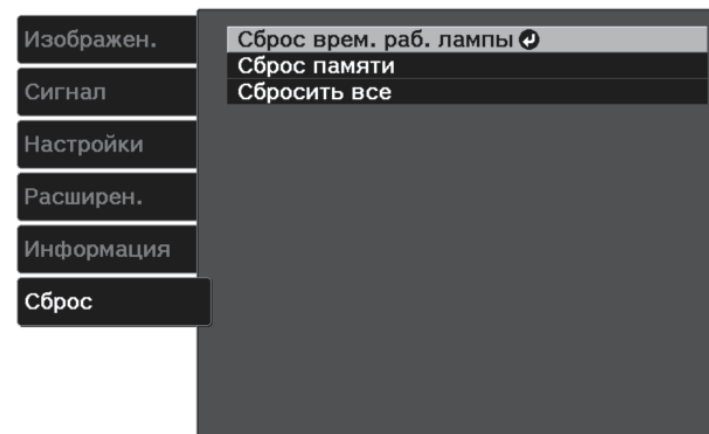 Изображен.
Сигнал
Настройки
Расширен.
Информация
Сброс
Сброс врем. раб. лампы
Сброс памяти
Сбросить все